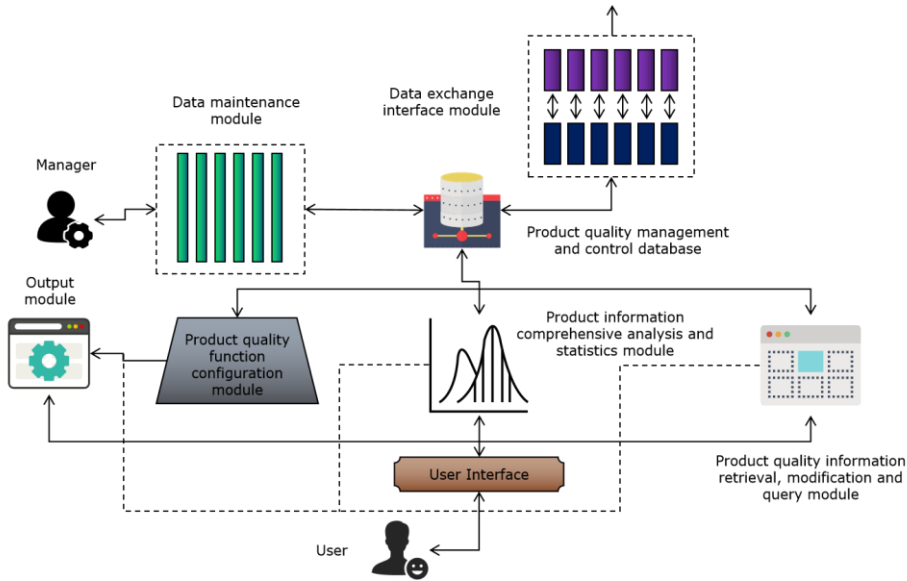 Data maintenance
module
Data exchange
interface module
Manager
Product quality management
and control database
Output
module
Product quality
function
configuration
module
Product information
comprehensive analysis and
statistics module
User Interface
Product quality information
retrieval, modification and
query module
User